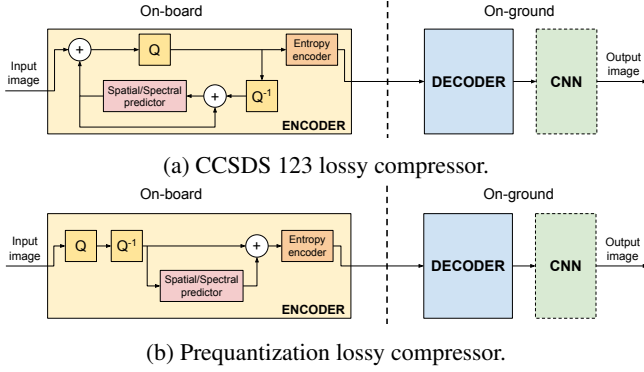 On-board
On-ground
Input
image
+
Q
Entropy
encoder
Spatial/Spectral
predictor
+
Q-1
ENCODER
DECODER
CNN
Output
image
(a) CCSDS 123 lossy compressor.
On-board
On-ground
Input
image
Q
Q-1
+
Entropy
encoder
Spatial/Spectral
predictor
ENCODER
DECODER
CNN
Output
image
(b) Prequantization lossy compressor.